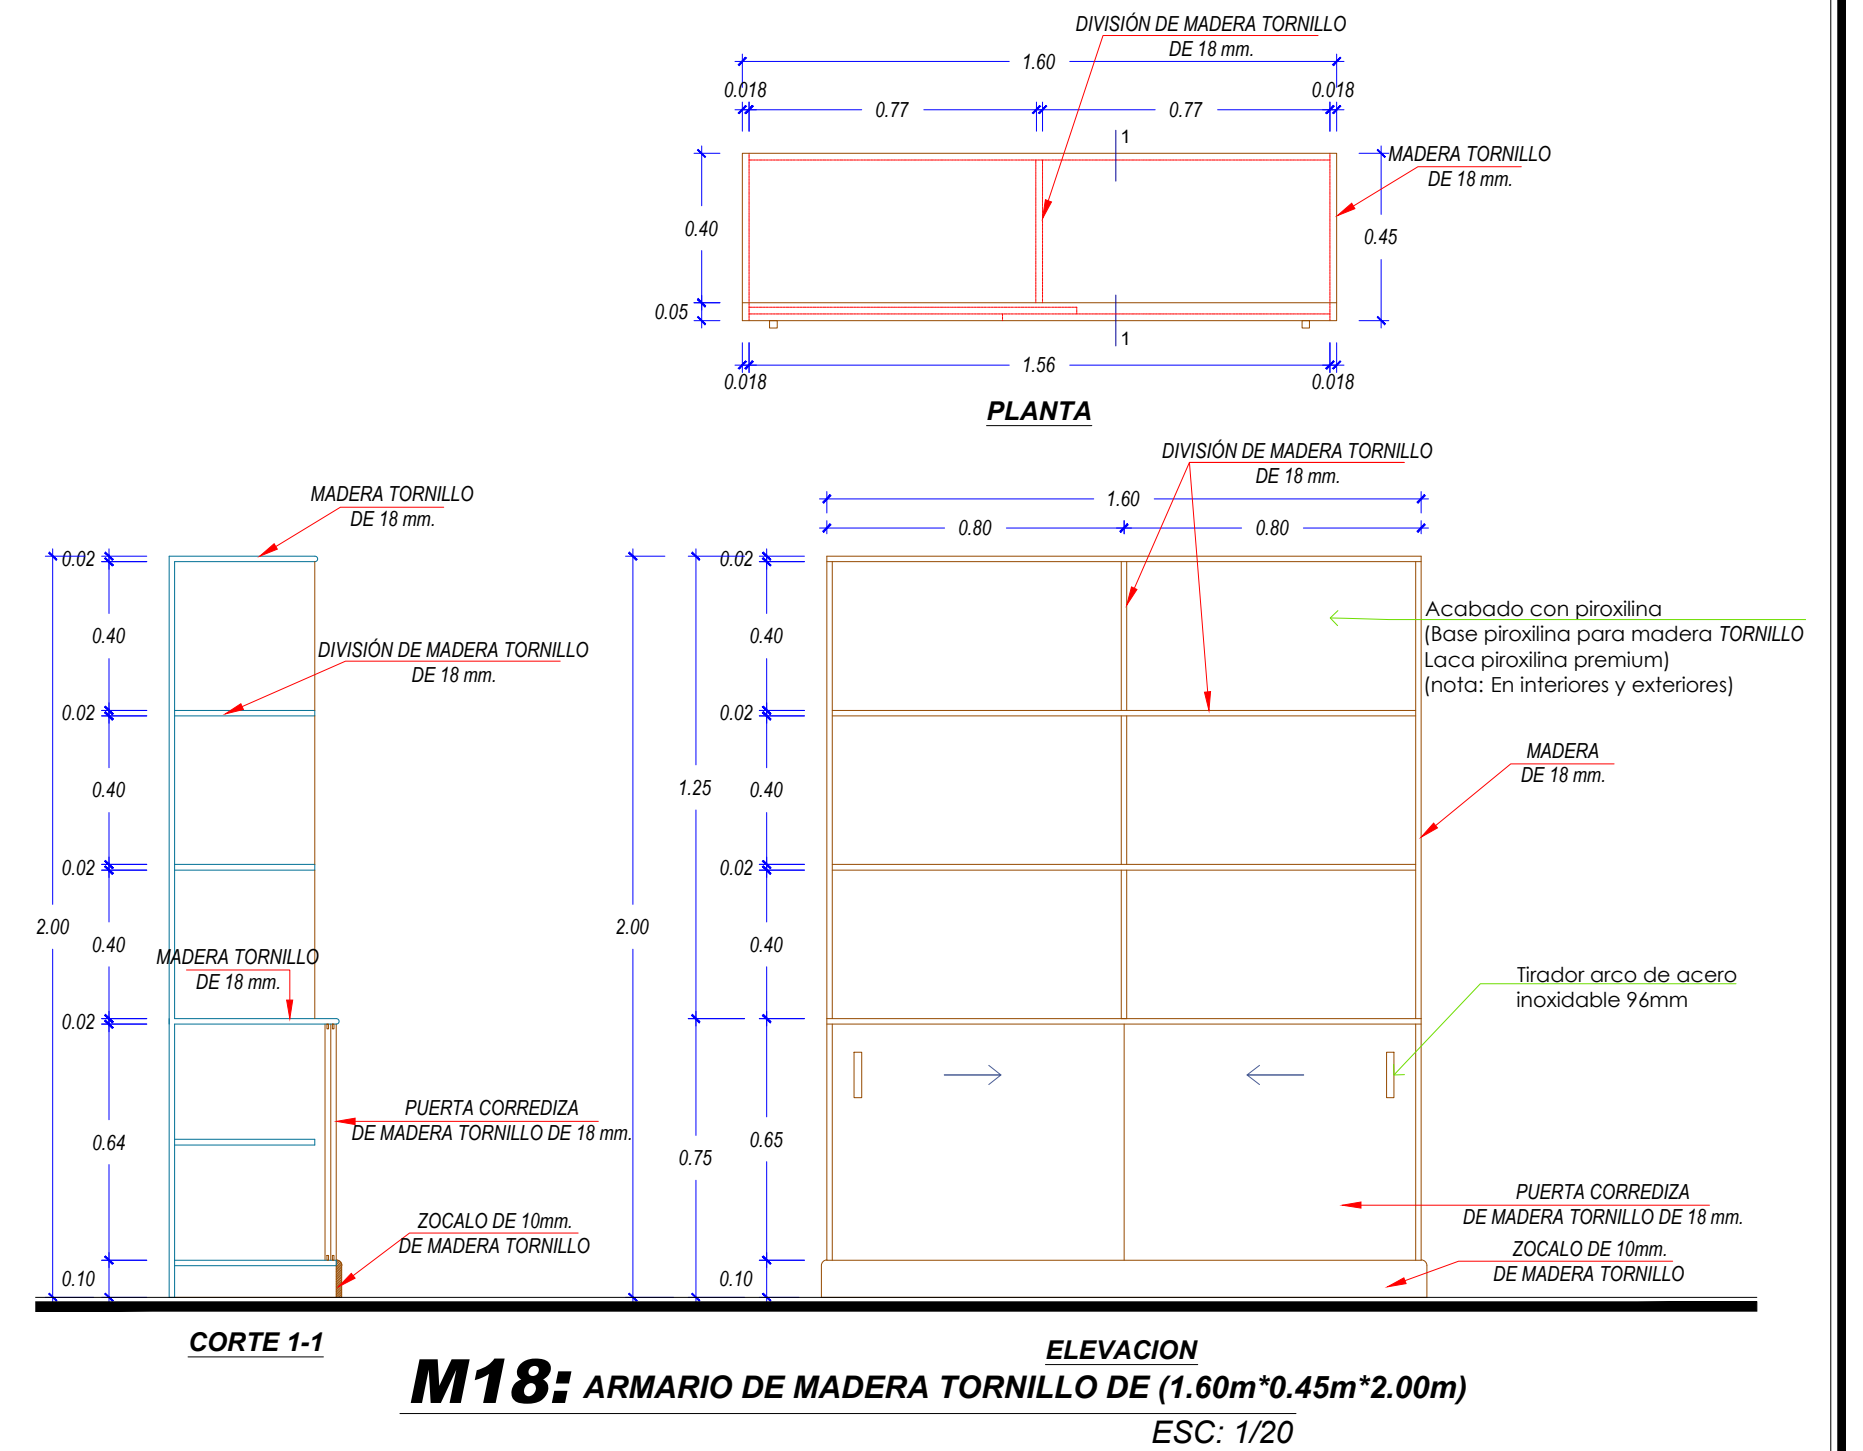 DIVISIÓN DE MADERA TORNILLO
DE 18 mm.
1.60
0.018
0.018
0.77
0.77
1
MADERA TORNILLO
DE 18 mm.
0.40
0.45
0.05
1
1.56
0.018
0.018
PLANTA
DIVISIÓN DE MADERA TORNILLO
DE 18 mm.
MADERA TORNILLO
DE 18 mm.
0.02
0.40
DIVISIÓN DE MADERA TORNILLO
DE 18 mm.
0.02
0.40
0.02
2.00
0.40
MADERA TORNILLO
DE 18 mm.
0.02
PUERTA CORREDIZA
DE MADERA TORNILLO DE 18 mm.
0.64
ZOCALO DE 10mm.
DE MADERA TORNILLO
0.10
CORTE 1-1
1.60
0.80
0.80
0.02
0.40
Acabado con piroxilina
(Base piroxilina para madera TORNILLO
Laca piroxilina premium)
(nota: En interiores y exteriores)
0.02
MADERA
DE 18 mm.
1.25
0.40
0.02
2.00
0.40
Tirador arco de acero
inoxidable 96mm
0.65
0.75
PUERTA CORREDIZA
DE MADERA TORNILLO DE 18 mm.
ZOCALO DE 10mm.
DE MADERA TORNILLO
0.10
ELEVACION
M18: ARMARIO DE MADERA TORNILLO DE (1.60m*0.45m*2.00m)
ESC: 1/20